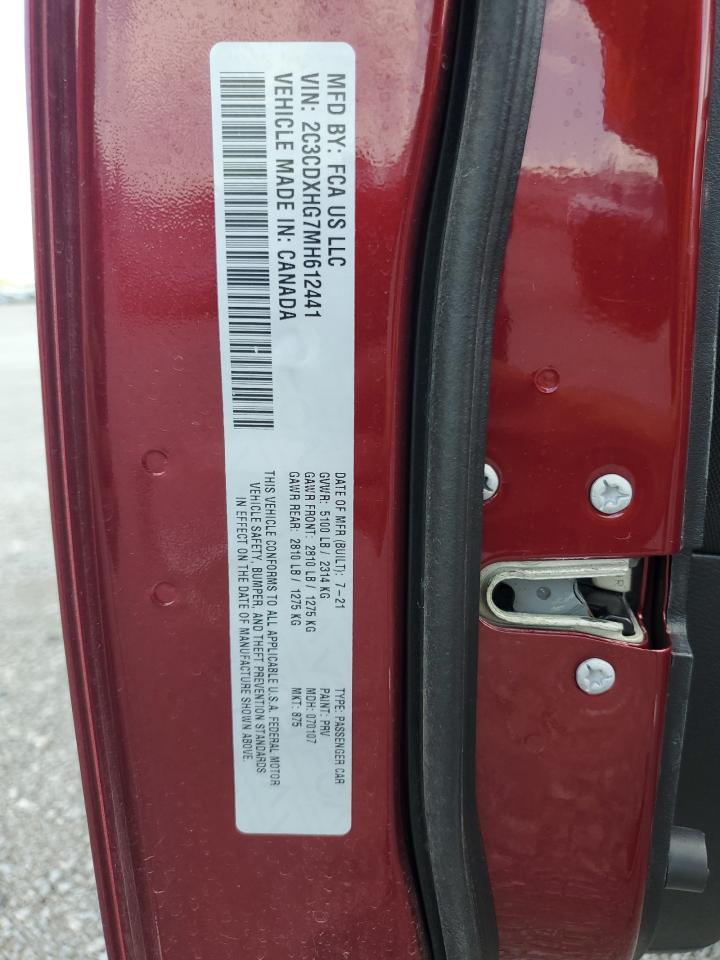 MFD BY: FCA US LLC
VIN: 2C3CDXHG7MH612441
VEHICLE MADE IN: CANADA
DATE OF MFR (BUILT): 7-21
GVWR: 5100 LB / 2314 KG
GAWR FRONT: 2810 LB / 1275 KG
GAWR REAR: 2810 LB / 1275 KG
TYPE: PASSENGER CAR
PAINT: PRV
MDH: 070107
MKT: 875
THIS VEHICLE CONFORMS TO ALL APPLICABLE U.S.A. FEDERAL MOTOR
VEHICLE SAFETY, BUMPER, AND THEFT PREVENTION STANDARDS
IN EFFECT ON THE DATE OF MANUFACTURE SHOWN ABOVE.